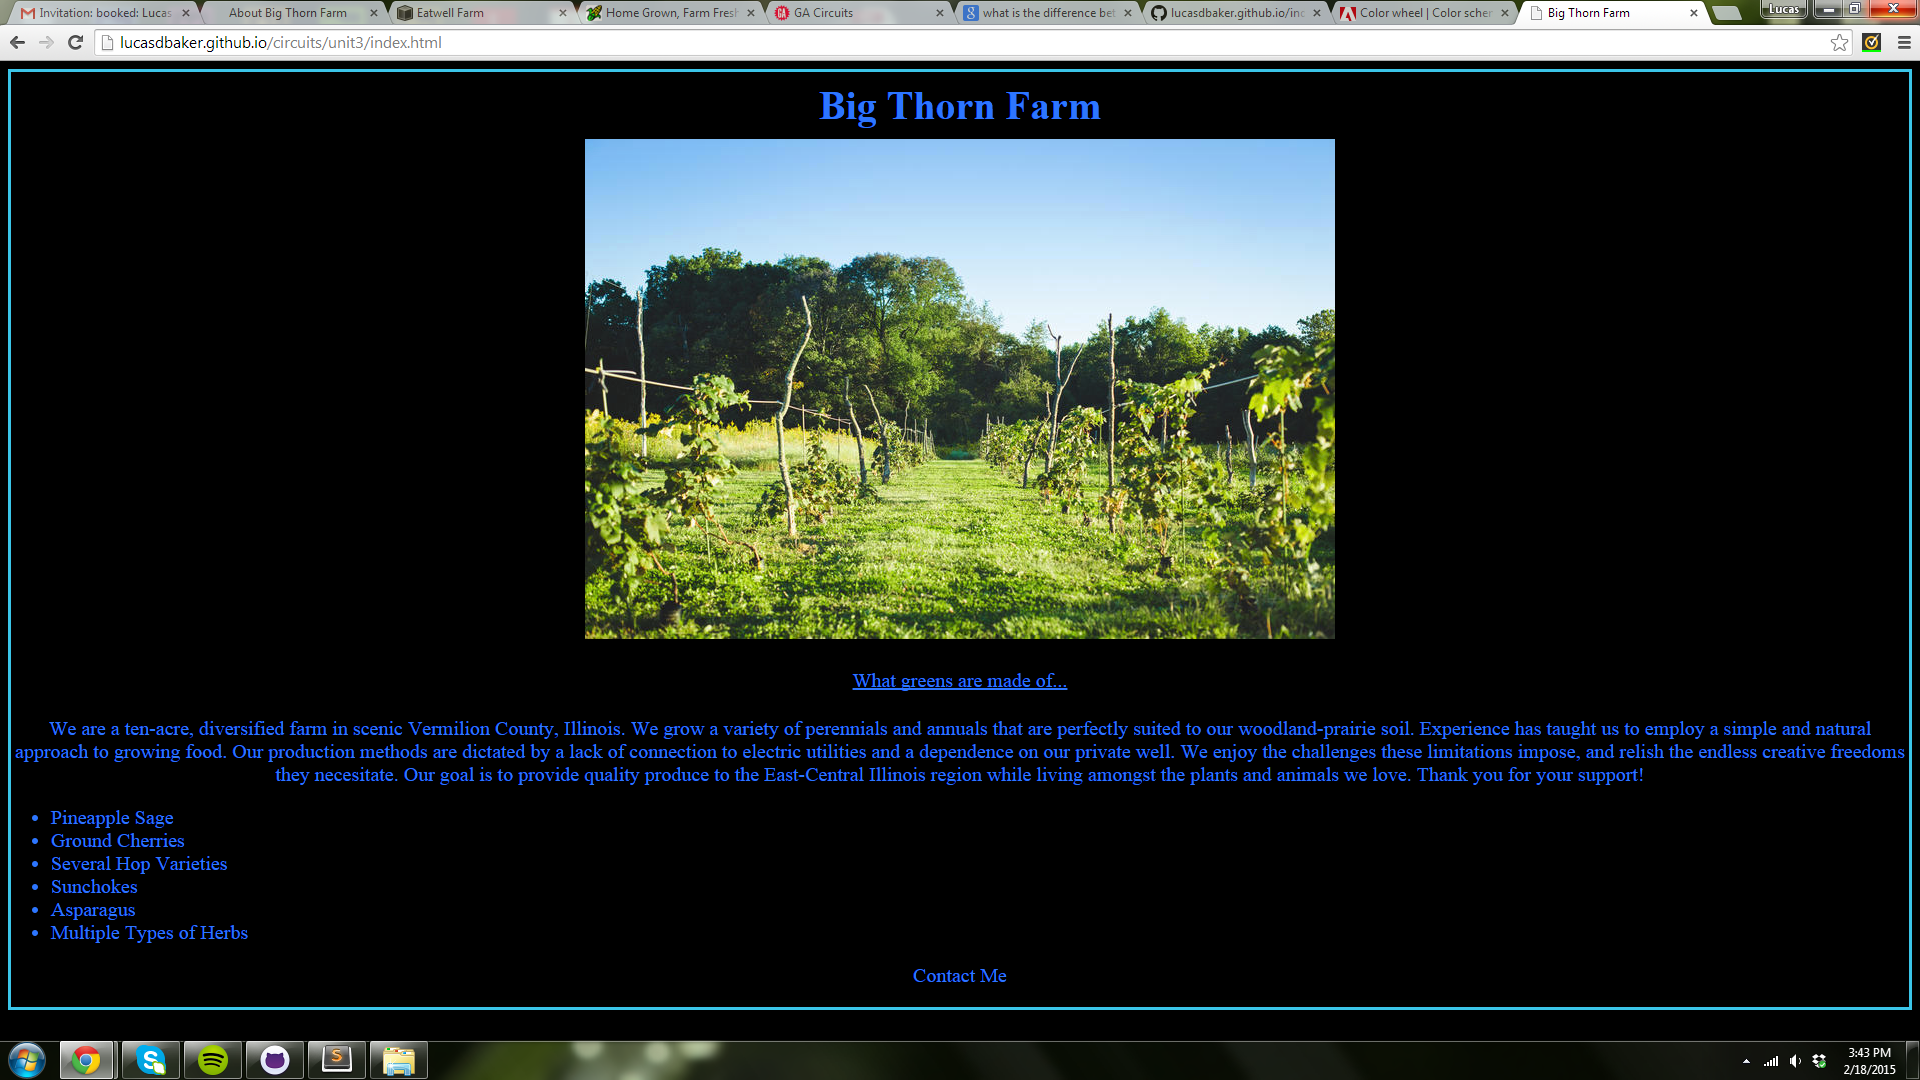 Invitation: booked: Lucas
About Big Thorn Farm
Eatwell Farm
Home Grown, Farm Fresh
GA Circuits
what is the difference bet
lucasdbaker.github.io/ind
Color wheel | Color schem
Big Thorn Farm
Lucas
lucasdbaker.github.io/circuits/unit3/index.html
Big Thorn Farm
What greens are made of...
We are a ten-acre, diversified farm in scenic Vermilion County, Illinois. We grow a variety of perennials and annuals that are perfectly suited to our woodland-prairie soil. Experience has taught us to employ a simple and natural
approach to growing food. Our production methods are dictated by a lack of connection to electric utilities and a dependence on our private well. We enjoy the challenges these limitations impose, and relish the endless creative freedoms
they necessitate. Our goal is to provide quality produce to the East-Central Illinois region while living amongst the plants and animals we love. Thank you for your support!
• Pineapple Sage
• Ground Cherries
• Several Hop Varieties
• Sunchokes
• Asparagus
• Multiple Types of Herbs
Contact Me
3:43 PM
2/18/2015